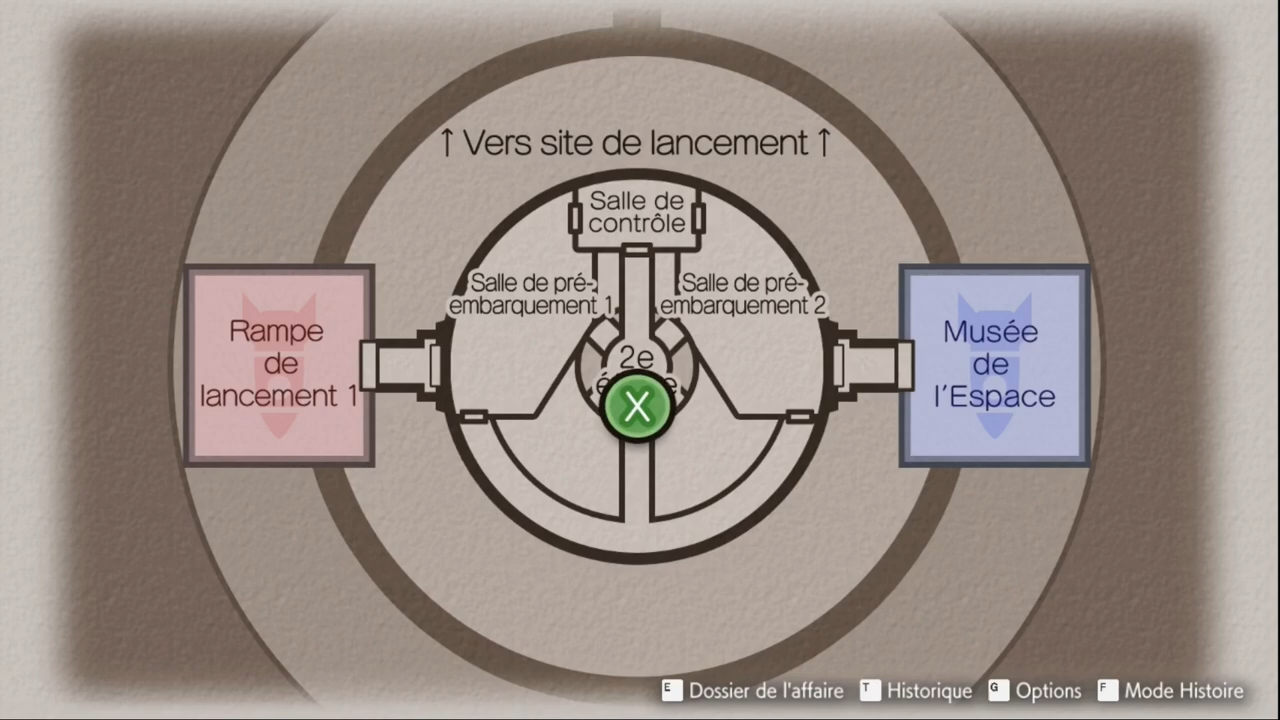 ↑ Vers site de lancement ↑
Salle de
contrôle
Salle de pré-
embarquement 1
Salle de pré-
embarquement 2
2e
Rampe
de
lancement 1
Musée
de
l'Espace
X
E Dossier de l'affaire
T Historique
G Options
F Mode Histoire